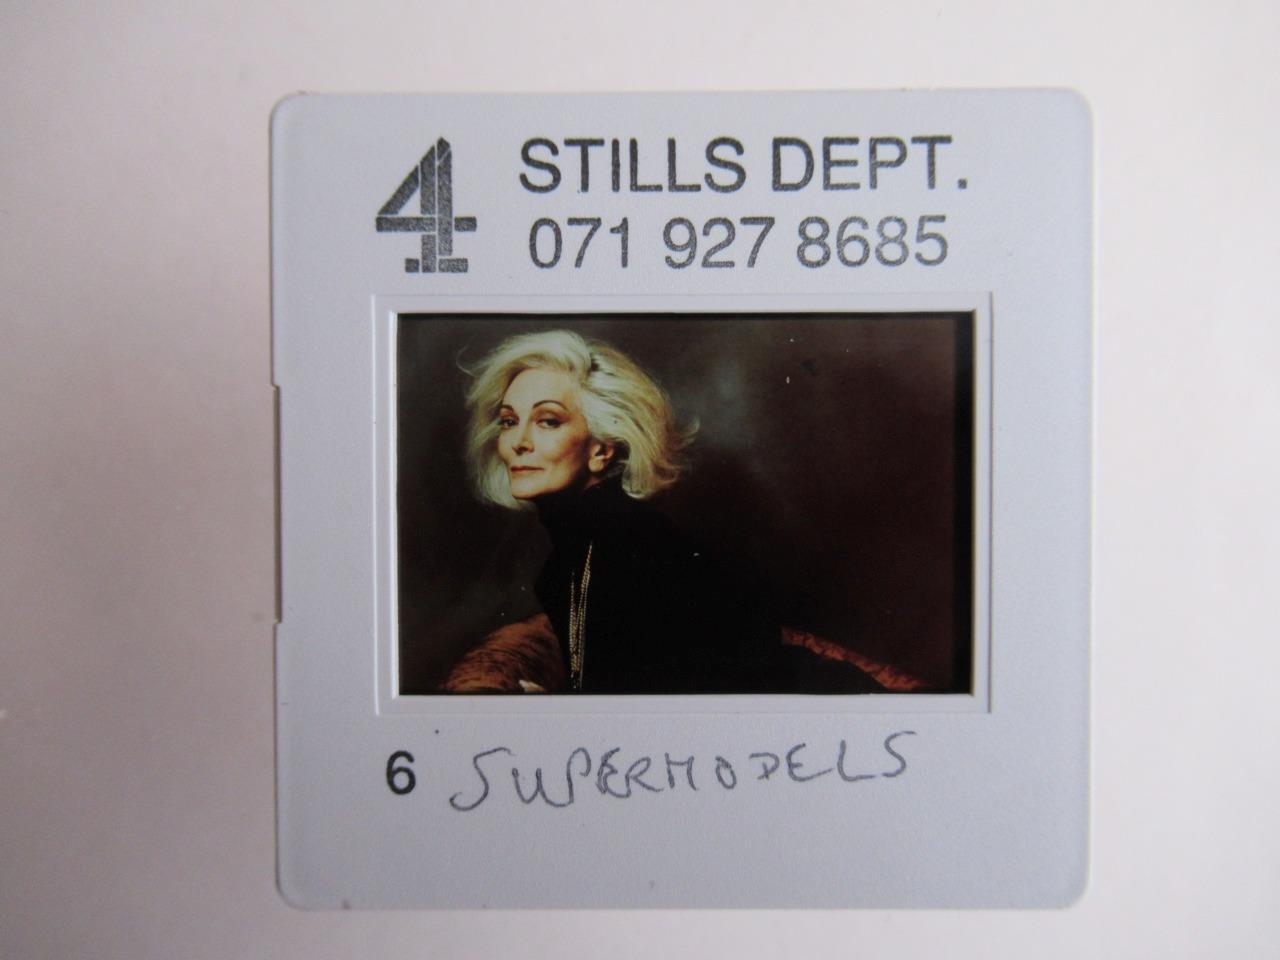 4 STILLS DEPT.
071 927 8685
6 SUPERMODELS